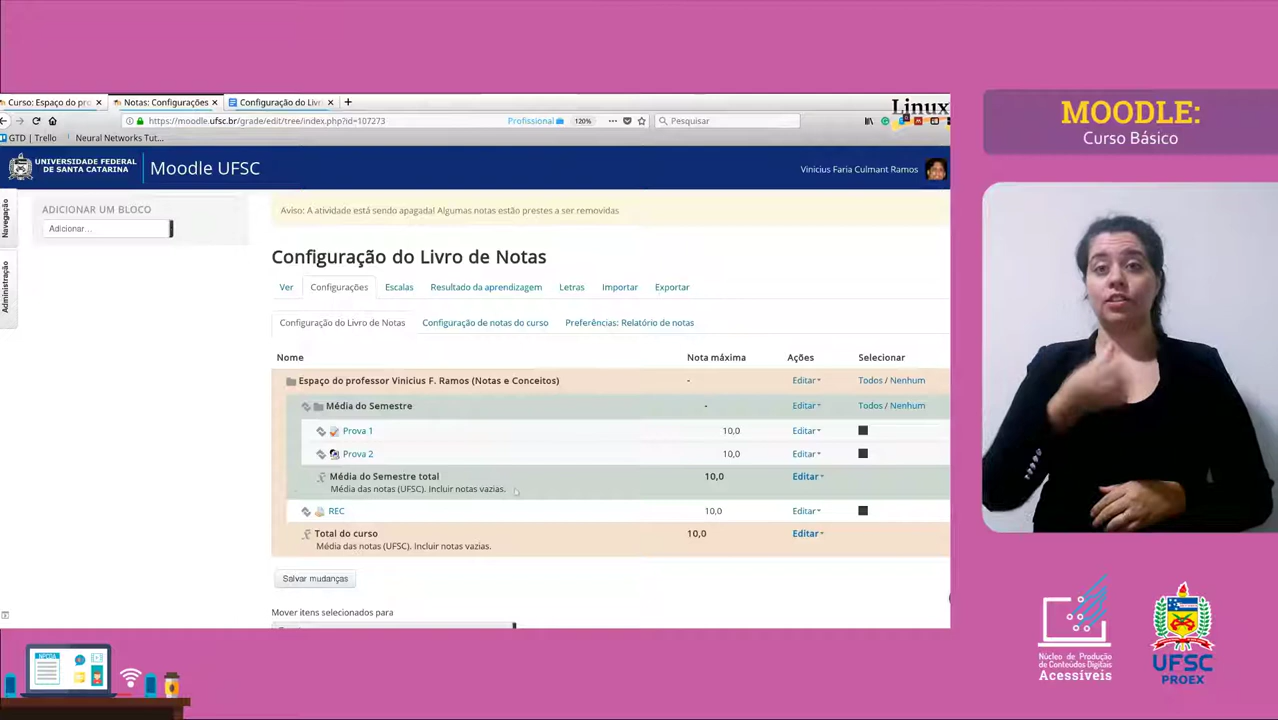 Curso: Espaço do pro
Notas: Configurações
Configuração do Livr
Linux
https://moodle.ufsc.br/grade/edit/tree/index.php?id=107273
Profissional
120%
Pesquisar
GTD | Trello
Neural Networks Tut...
MOODLE:
Curso Básico
UNIVERSIDADE FEDERAL
DE SANTA CATARINA
Moodle UFSC
Vinicius Faria Culmant Ramos
Navegação
Administração
ADICIONAR UM BLOCO
Adicionar...
Aviso: A atividade está sendo apagada! Algumas notas estão prestes a ser removidas
Configuração do Livro de Notas
Ver
Configurações
Escalas
Resultado da aprendizagem
Letras
Importar
Exportar
Configuração do Livro de Notas
Configuração de notas do curso
Preferências: Relatório de notas
Nome Nota máxima Ações Selecionar
Espaço do professor Vinicius F. Ramos (Notas e Conceitos) - Editar Todos / Nenhum
Média do Semestre - Editar Todos / Nenhum
Prova 1 10,0 Editar
Prova 2 10,0 Editar
Média do Semestre total 10,0 Editar
Média das notas (UFSC). Incluir notas vazias.
REC 10,0 Editar
Total do curso 10,0 Editar
Média das notas (UFSC). Incluir notas vazias.
Salvar mudanças
Mover itens selecionados para
Núcleo de Produção
de Conteúdos Digitais
Acessíveis
UFSC
PROEX